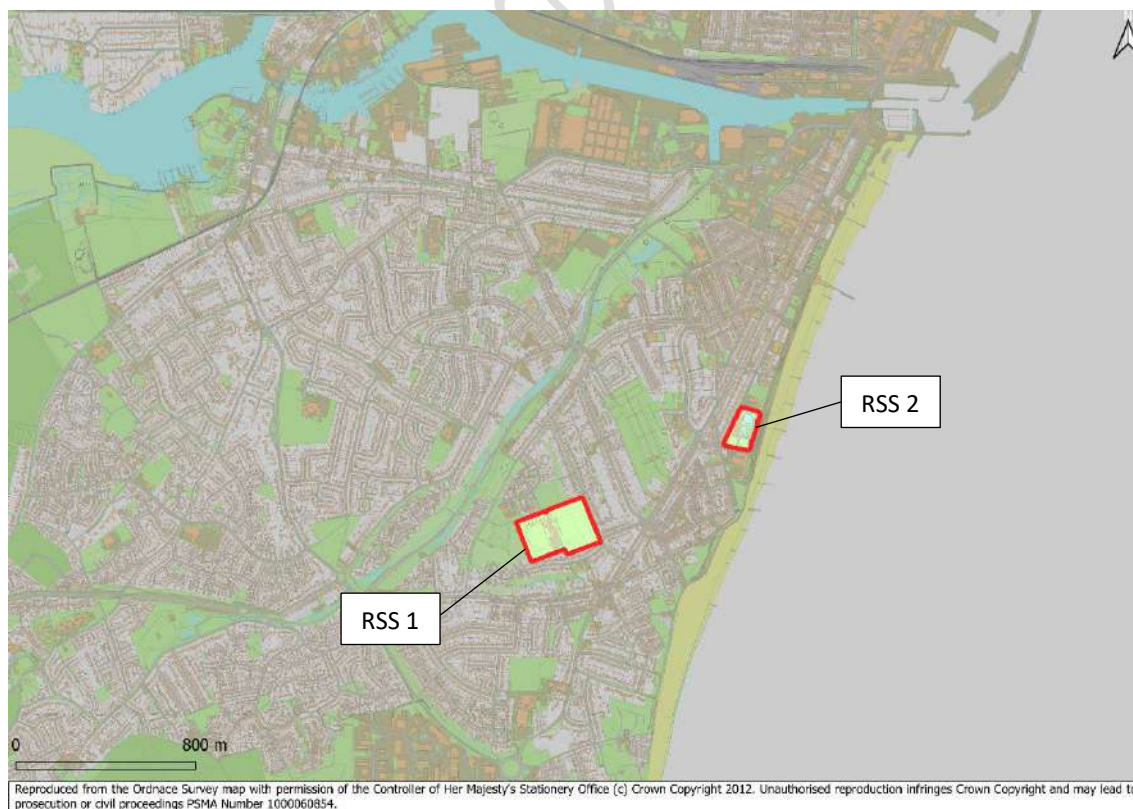 RSS 2
RSS 1
0 800 m
Reproduced from the Ordnace Survey map with permission of the Controller of Her Majesty's Stationery Office (c) Crown Copyright 2012. Unauthorised reproduction infringes Crown Copyright and may lead to
prosecution or civil proceedings PSMA Number 1000060854.